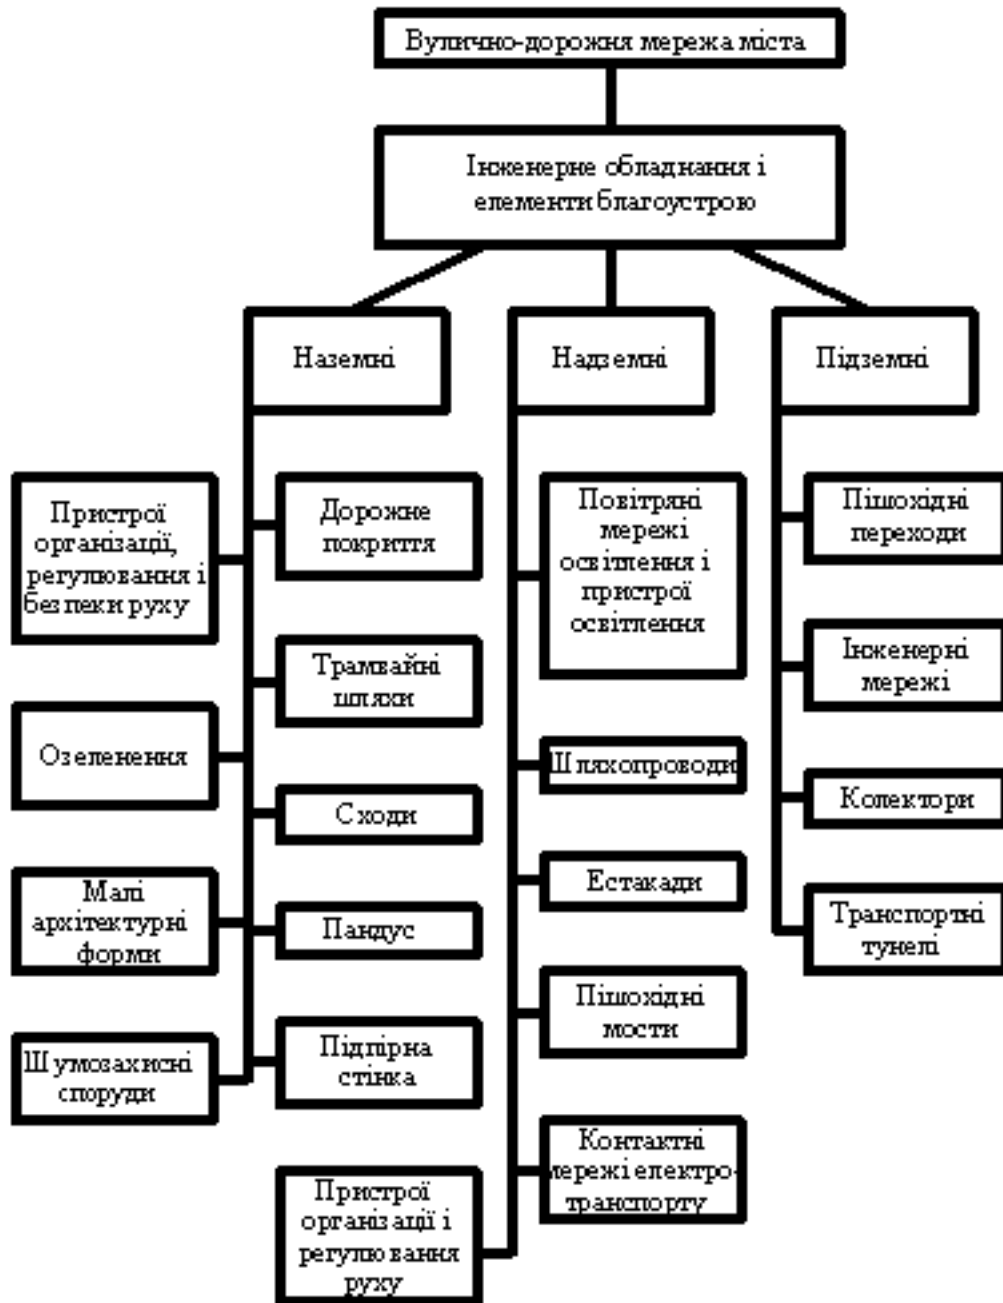 Вулично-дорожня мережа міста
Інженерне обладнання і
елементи благоустрою
Наземні
Надземні
Підземні
Пристрої
організації,
регулювання і
безпеки руху
Озеленення
Малі
архітектурні
форми
Шумозахисні
споруди
Дорожне
покриття
Трамвайні
шляхи
Сходи
Пандус
Підпірна
стінка
Пристрої
організації і
регулювання
руху
Повітряні
мережі
освітлення і
пристрої
освітлення
Шляхопроводи
Естакади
Пішохідні
мости
Контактні
мережі електро-
транспорту
Пішохідні
переходи
Інженерні
мережі
Колектори
Транспортні
тунелі